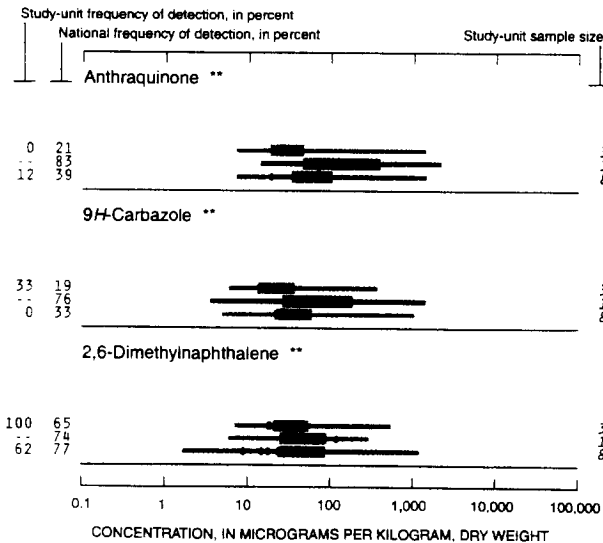 Study-unit frequency of detection, in percent
National frequency of detection, in percent
Study-unit sample size
Anthraquinone **
0 21
-- 83
12 39
9H-Carbazole **
33 19
-- 76
0 33
2,6-Dimethylnaphthalene **
100 65
-- 74
62 77
0.1 1 10 100 1,000 10,000 100,000
CONCENTRATION, IN MICROGRAMS PER KILOGRAM, DRY WEIGHT